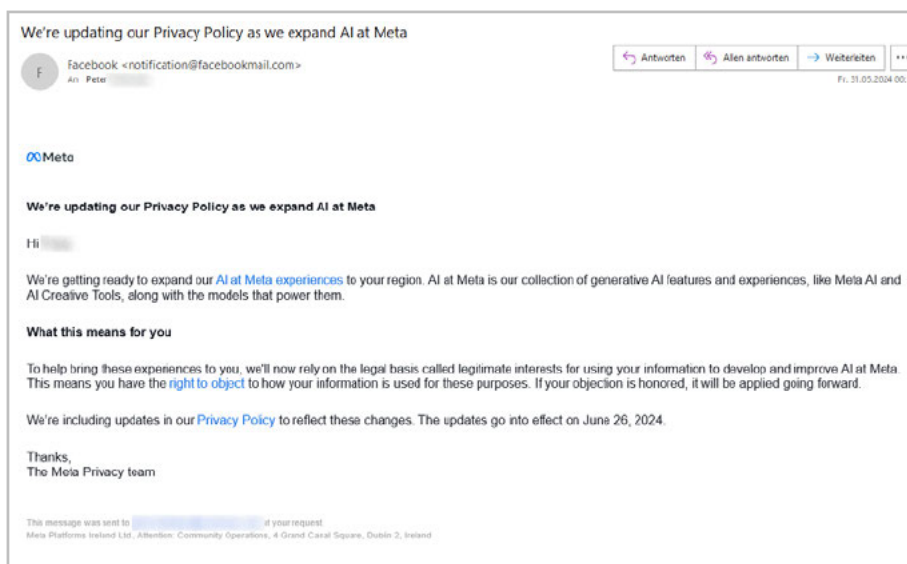 We're updating our Privacy Policy as we expand AI at Meta
F
Facebook <notification@facebookmail.com>
An Peter
Antworten
Allen antworten
Weiterleiten
Fr. 31.05.2024 00:
Meta
We're updating our Privacy Policy as we expand AI at Meta
Hi
We're getting ready to expand our AI at Meta experiences to your region. AI at Meta is our collection of generative AI features and experiences, like Meta AI and
AI Creative Tools, along with the models that power them.
What this means for you
To help bring these experiences to you, we'll now rely on the legal basis called legitimate interests for using your information to develop and improve AI at Meta.
This means you have the right to object to how your information is used for these purposes. If your objection is honored, it will be applied going forward.
We're including updates in our Privacy Policy to reflect these changes. The updates go into effect on June 26, 2024.
Thanks,
The Meta Privacy team
This message was sent to at your request.
Meta Platforms Ireland Ltd., Attention: Community Operations, 4 Grand Canal Square, Dublin 2, Ireland